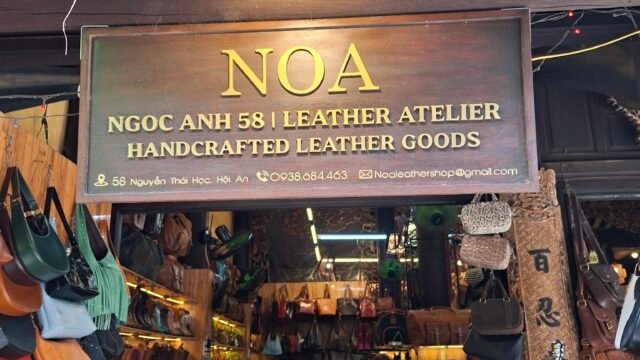 NOA
NGOC ANH 58 | LEATHER ATELIER
HANDCRAFTED LEATHER GOODS
58 Nguyễn Thái Học, Hội An 0938.684.463 Noaleathershop@gmail.com
百忍